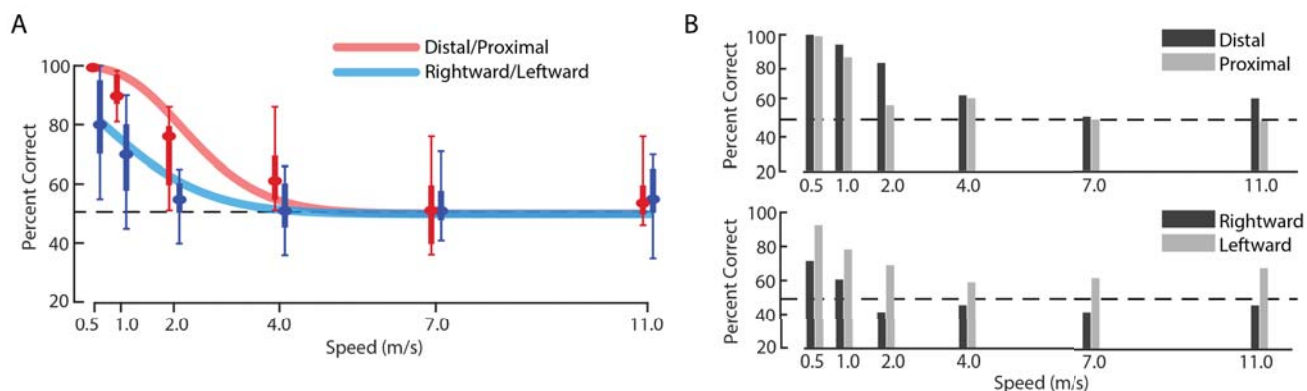 A
Distal/Proximal
Rightward/Leftward
Percent Correct
100
80
60
40
20
0.5 1.0 2.0 4.0 7.0 11.0
Speed (m/s)
B
Distal
Proximal
Percent Correct
100
80
60
40
20
0.5 1.0 2.0 4.0 7.0 11.0
Rightward
Leftward
Percent Correct
100
80
60
40
20
0.5 1.0 2.0 4.0 7.0 11.0
Speed (m/s)